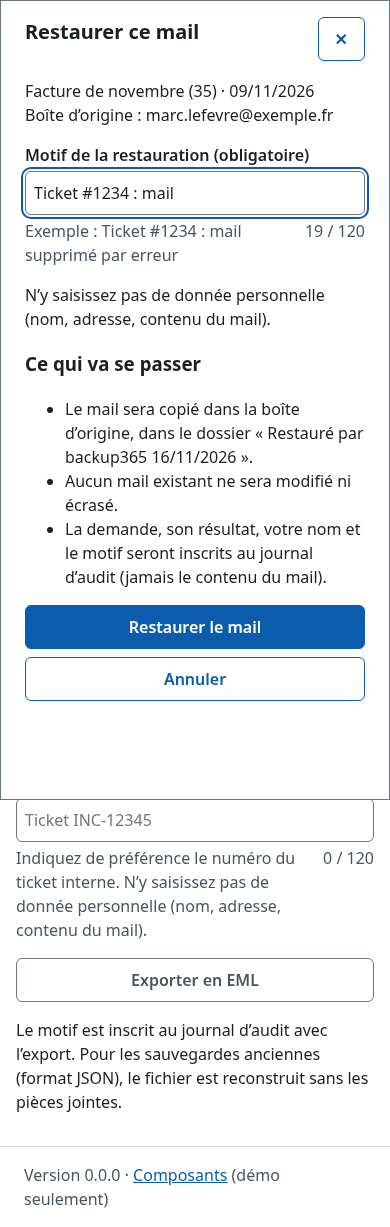 Restaurer ce mail
×
Facture de novembre (35) · 09/11/2026
Boîte d’origine : marc.lefevre@exemple.fr
Motif de la restauration (obligatoire)
Ticket #1234 : mail
Exemple : Ticket #1234 : mail 19 / 120
supprimé par erreur
N’y saisissez pas de donnée personnelle
(nom, adresse, contenu du mail).
Ce qui va se passer
• Le mail sera copié dans la boîte
d’origine, dans le dossier « Restauré par
backup365 16/11/2026 ».
• Aucun mail existant ne sera modifié ni
écrasé.
• La demande, son résultat, votre nom et
le motif seront inscrits au journal
d’audit (jamais le contenu du mail).
Restaurer le mail
Annuler
Ticket INC-12345
Indiquez de préférence le numéro du 0 / 120
ticket interne. N’y saisissez pas de
donnée personnelle (nom, adresse,
contenu du mail).
Exporter en EML
Le motif est inscrit au journal d’audit avec
l’export. Pour les sauvegardes anciennes
(format JSON), le fichier est reconstruit sans les
pièces jointes.
Version 0.0.0 · Composants (démo
seulement)